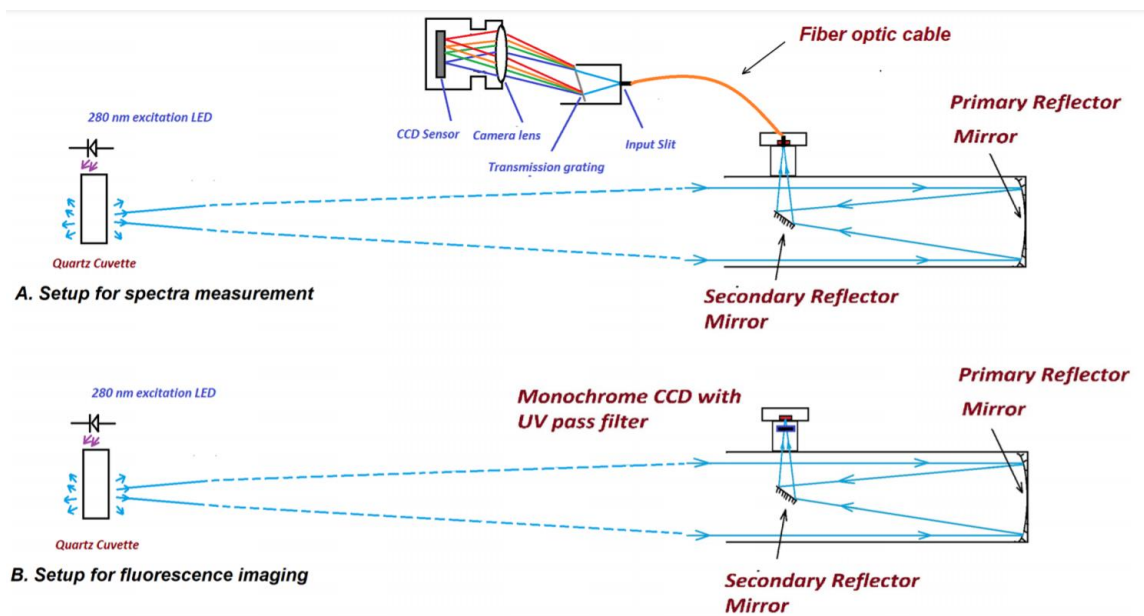 Fiber optic cable
Primary Reflector
Mirror
280 nm excitation LED
CCD Sensor
Camera lens
Input Slit
Transmission grating
Quartz Cuvette
Secondary Reflector
Mirror
A. Setup for spectra measurement
280 nm excitation LED
Monochrome CCD with
UV pass filter
Primary Reflector
Mirror
Quartz Cuvette
Secondary Reflector
Mirror
B. Setup for fluorescence imaging